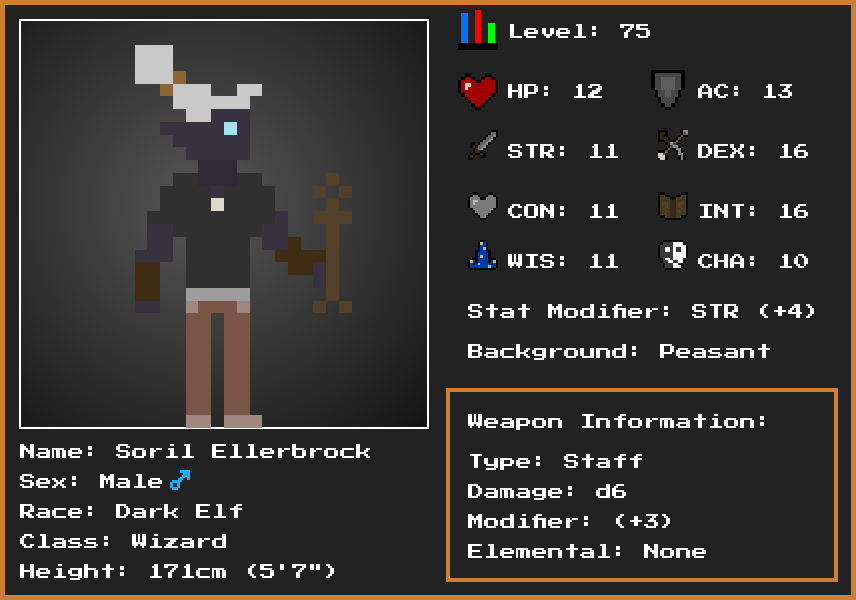 Level: 75
HP: 12 AC: 13
STR: 11 DEX: 16
CON: 11 INT: 16
WIS: 11 CHA: 10
Stat Modifier: STR (+4)
Background: Peasant
Weapon Information:
Type: Staff
Damage: d6
Modifier: (+3)
Elemental: None
Name: Soril Ellerbrock
Sex: Male ♂
Race: Dark Elf
Class: Wizard
Height: 171cm (5'7")